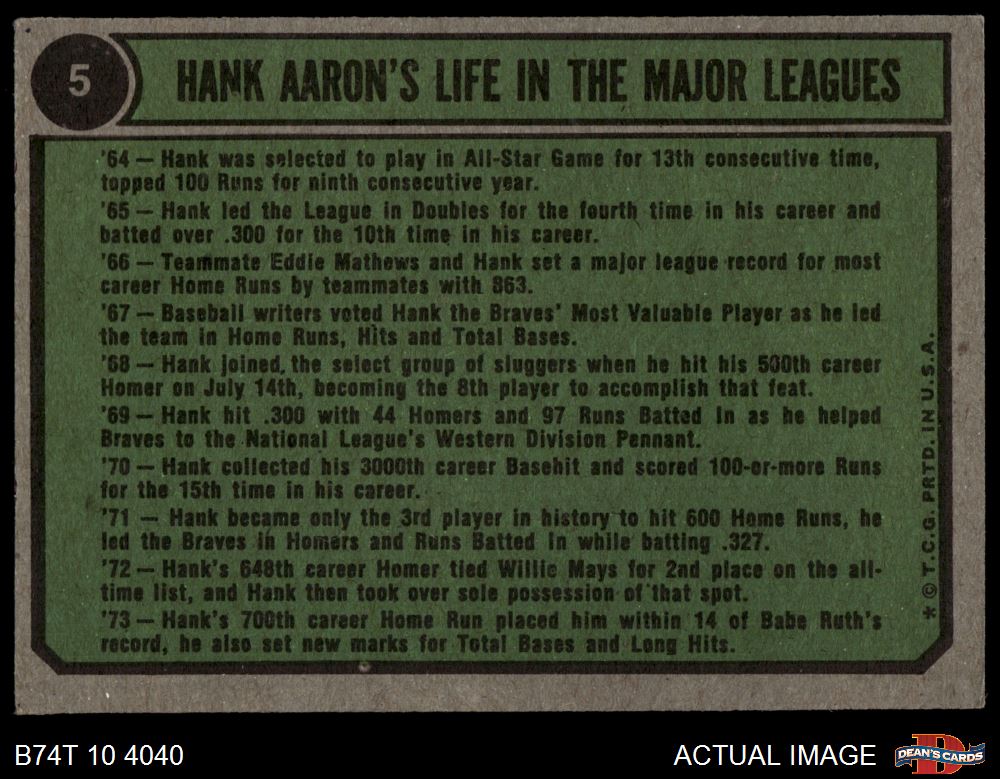 5
HANK AARON'S LIFE IN THE MAJOR LEAGUES
'64 — Hank was selected to play in All-Star Game for 13th consecutive time,
topped 100 Runs for ninth consecutive year.
'65 — Hank led the League in Doubles for the fourth time in his career and
batted over .300 for the 10th time in his career.
'66 — Teammate Eddie Mathews and Hank set a major league record for most
career Home Runs by teammates with 863.
'67 — Baseball writers voted Hank the Braves' Most Valuable Player as he led
the team in Home Runs, Hits and Total Bases.
'68 — Hank joined the select group of sluggers when he hit his 500th career
Homer on July 14th, becoming the 8th player to accomplish that feat.
'69 — Hank hit .300 with 44 Homers and 97 Runs Batted In as he helped
Braves to the National League's Western Division Pennant.
'70 — Hank collected his 3000th career Basehit and scored 100-or-more Runs
for the 15th time in his career.
'71 — Hank became only the 3rd player in history to hit 600 Home Runs, he
led the Braves in Homers and Runs Batted In while batting .327.
'72 — Hank's 648th career Homer tied Willie Mays for 2nd place on the all-
time list, and Hank then took over sole possession of that spot.
'73 — Hank's 700th career Home Run placed him within 14 of Babe Ruth's
record, he also set new marks for Total Bases and Long Hits.
* © T.C.G. PRTD. IN U.S.A.
B74T 10 4040
ACTUAL IMAGE
D
DEAN'S CARDS